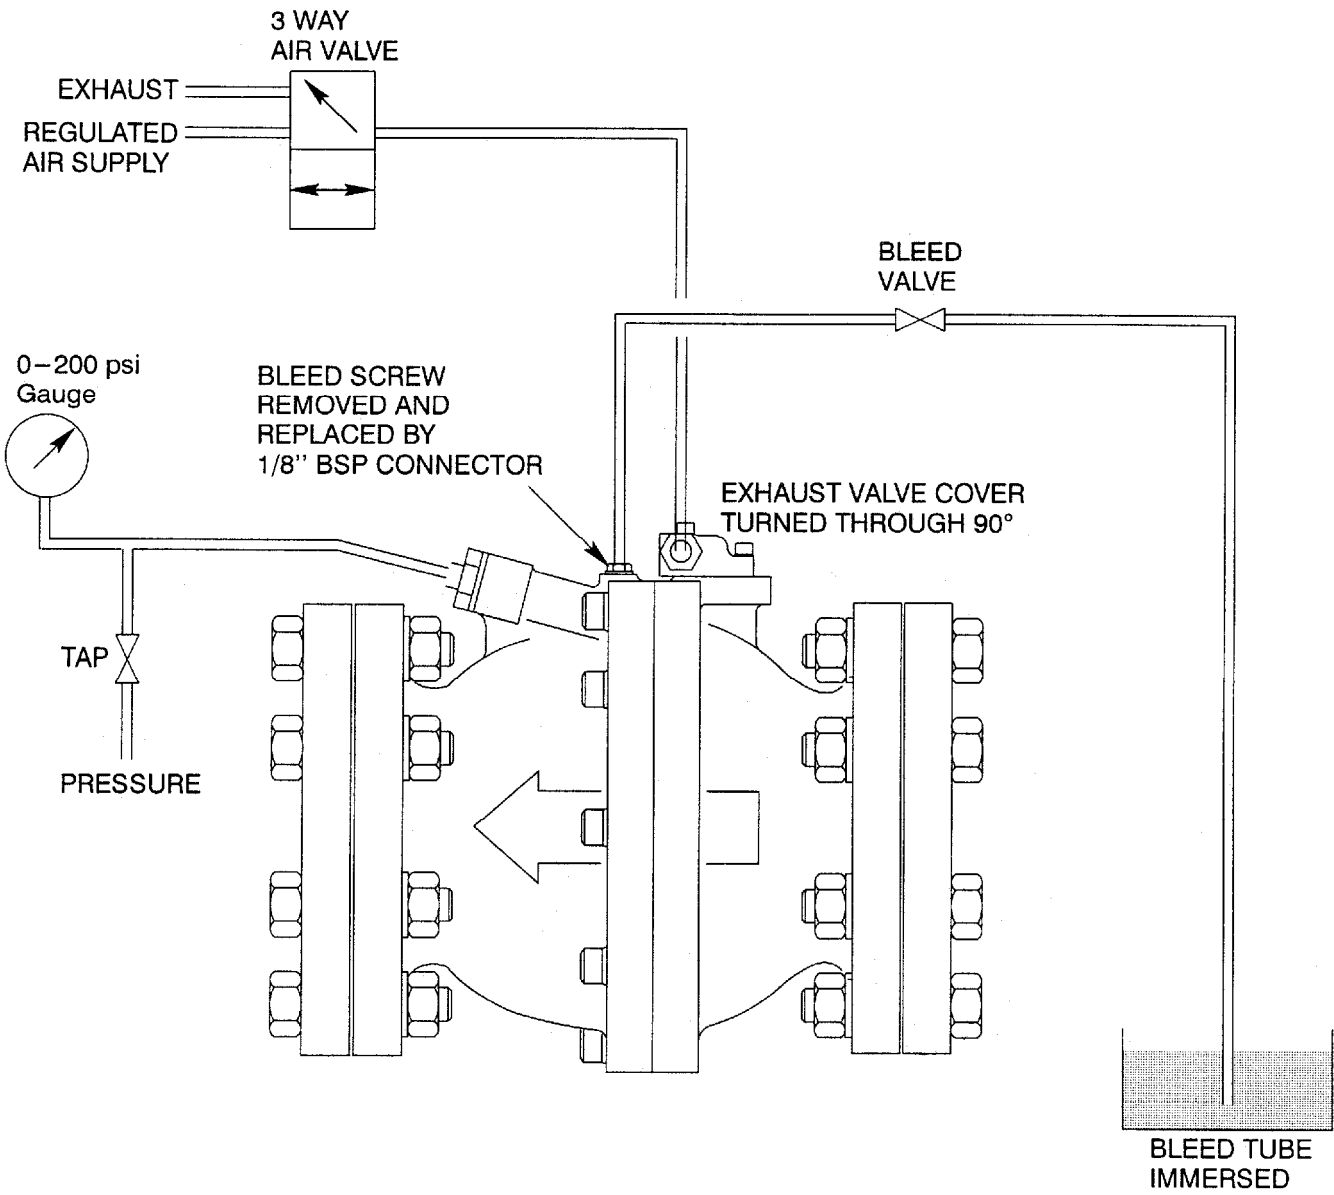 3 WAY
AIR VALVE
EXHAUST
REGULATED
AIR SUPPLY
BLEED
VALVE
0–200 psi
Gauge
BLEED SCREW
REMOVED AND
REPLACED BY
1/8'' BSP CONNECTOR
EXHAUST VALVE COVER
TURNED THROUGH 90°
TAP
PRESSURE
BLEED TUBE
IMMERSED